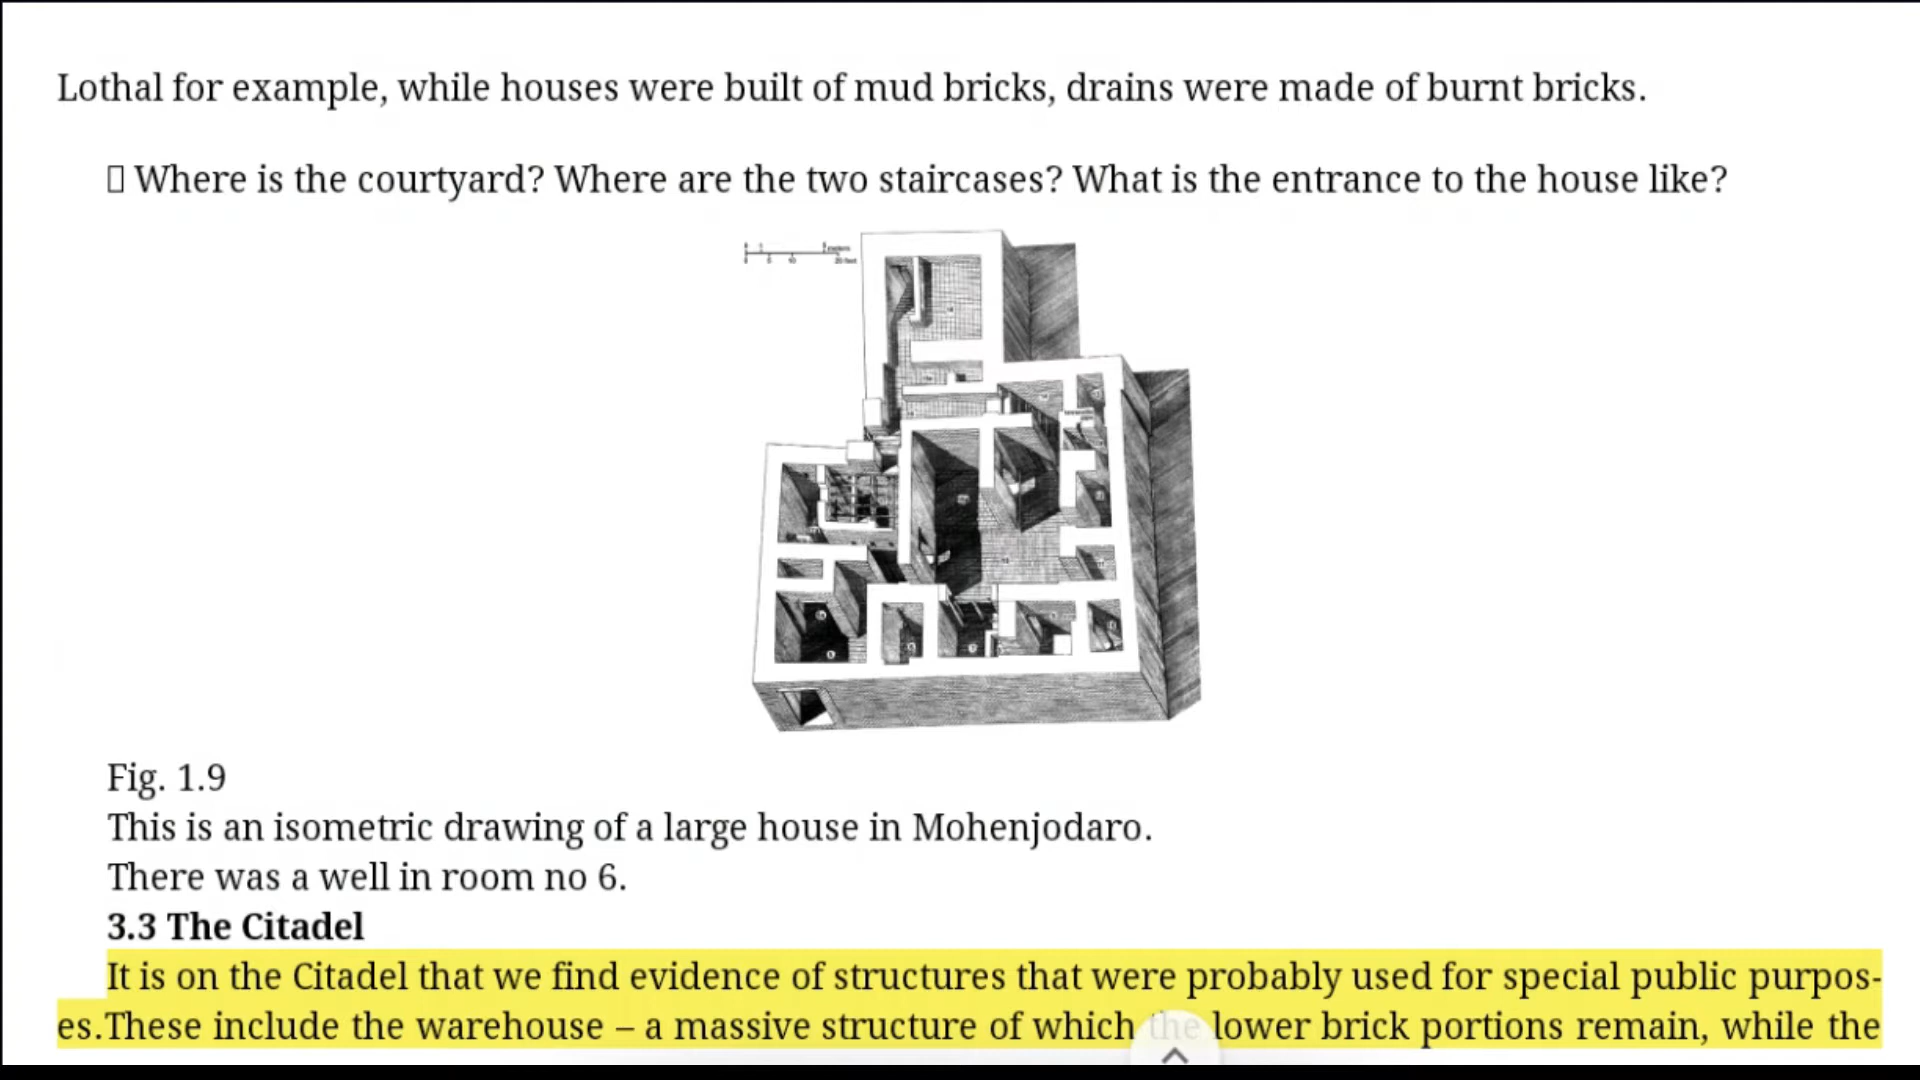 Lothal for example, while houses were built of mud bricks, drains were made of burnt bricks.
Where is the courtyard? Where are the two staircases? What is the entrance to the house like?
Fig. 1.9
This is an isometric drawing of a large house in Mohenjodaro.
There was a well in room no 6.
3.3 The Citadel
It is on the Citadel that we find evidence of structures that were probably used for special public purpos-
es.These include the warehouse – a massive structure of which the lower brick portions remain, while the